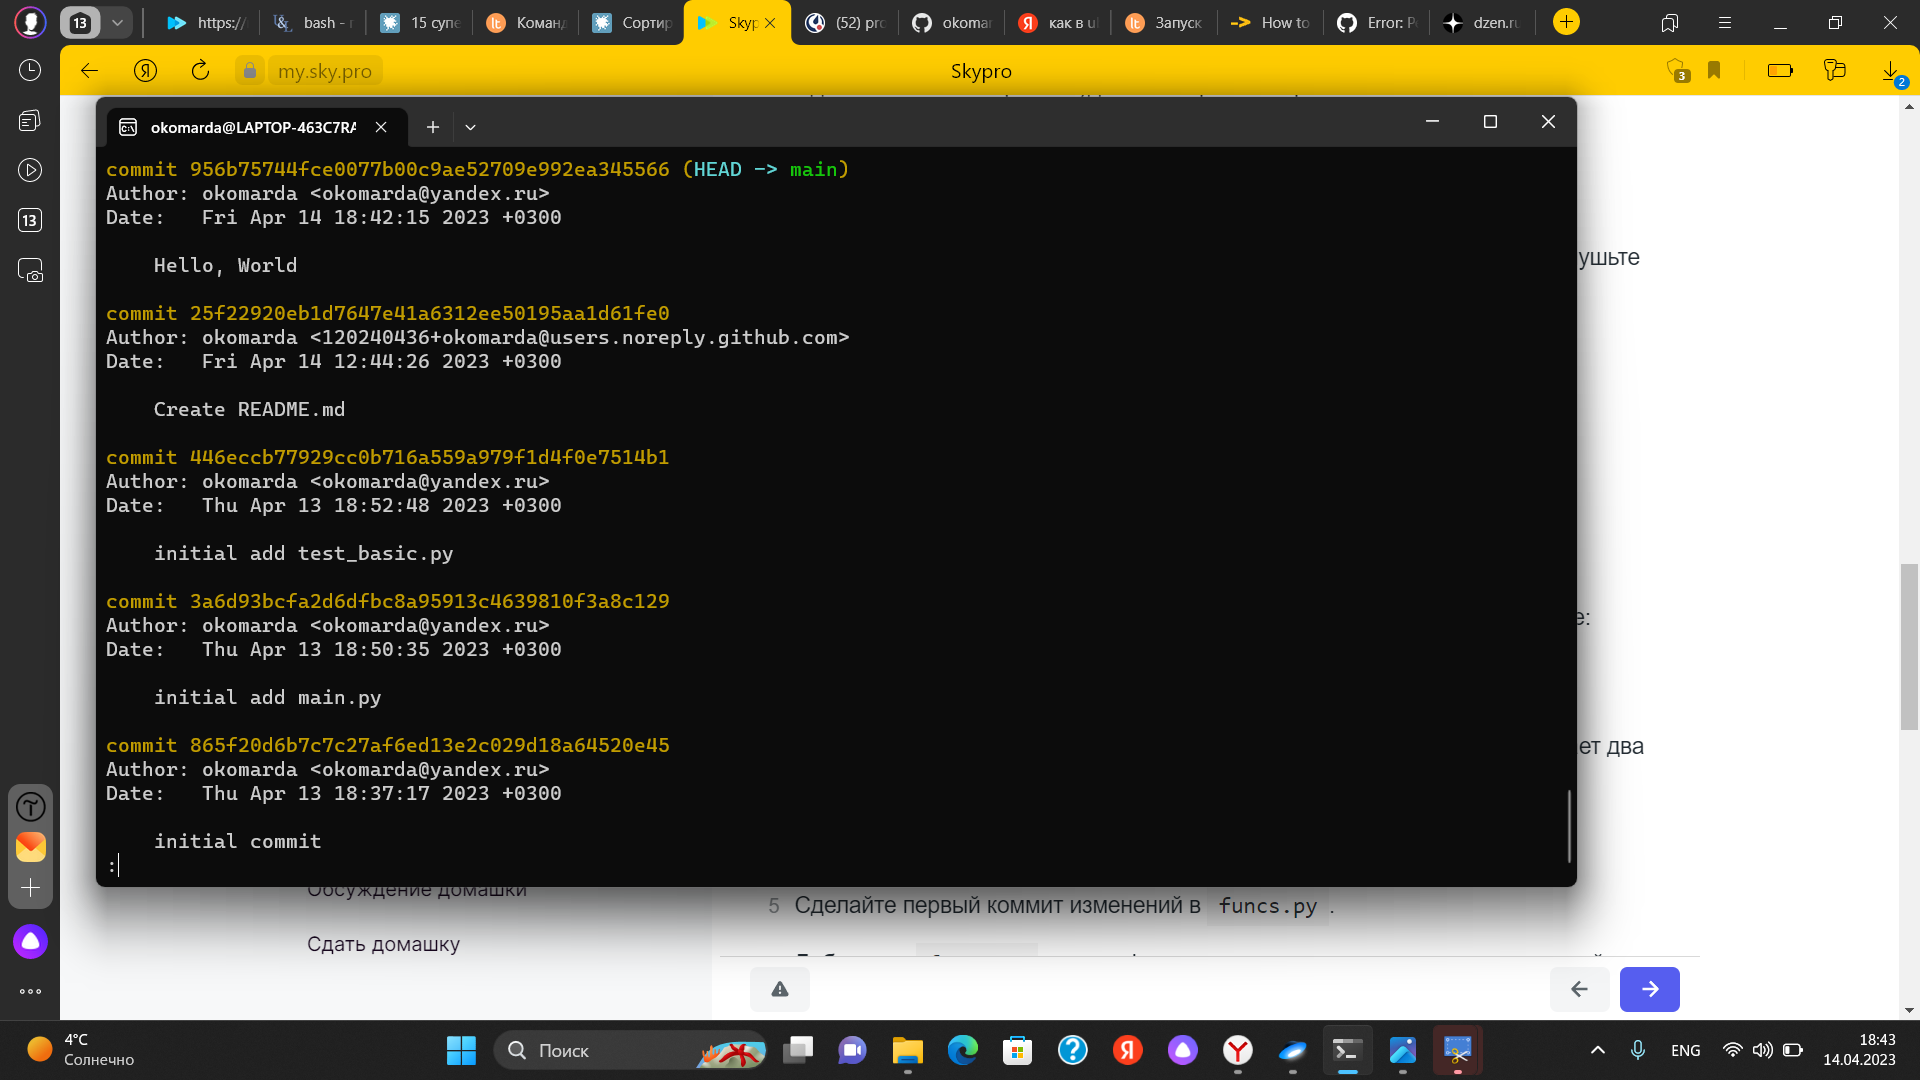 13
https://
bash - r
15 супе
Команд
Сортир
Skyp
(52) pro
okomar
как в ul
Запуск
How to
Error: Pe
dzen.ru
my.sky.pro
Skypro
3
2
13
okomarda@LAPTOP-463C7RA
commit 956b75744fce0077b00c9ae52709e992ea345566 (HEAD -> main)
Author: okomarda <okomarda@yandex.ru>
Date:   Fri Apr 14 18:42:15 2023 +0300
Hello, World
commit 25f22920eb1d7647e41a6312ee50195aa1d61fe0
Author: okomarda <120240436+okomarda@users.noreply.github.com>
Date:   Fri Apr 14 12:44:26 2023 +0300
Create README.md
commit 446eccb77929cc0b716a559a979f1d4f0e7514b1
Author: okomarda <okomarda@yandex.ru>
Date:   Thu Apr 13 18:52:48 2023 +0300
initial add test_basic.py
commit 3a6d93bcfa2d6dfbc8a95913c4639810f3a8c129
Author: okomarda <okomarda@yandex.ru>
Date:   Thu Apr 13 18:50:35 2023 +0300
initial add main.py
commit 865f20d6b7c7c27af6ed13e2c029d18a64520e45
Author: okomarda <okomarda@yandex.ru>
Date:   Thu Apr 13 18:37:17 2023 +0300
initial commit
:
ушьте
е:
ет два
Обсуждение домашки
Сдать домашку
5 Сделайте первый коммит изменений в funcs.py .
4°C
Солнечно
Поиск
ENG
18:43
14.04.2023